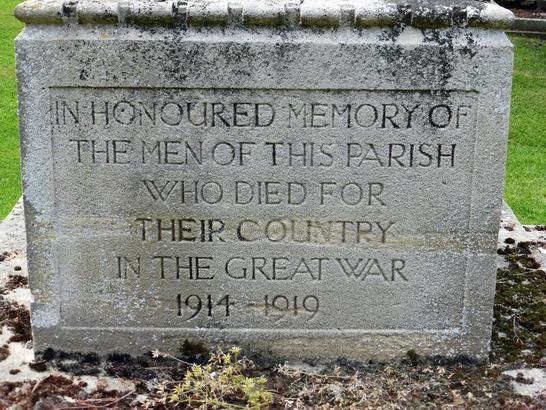 IN HONOURED MEMORY OF
THE MEN OF THIS PARISH
WHO DIED FOR
THEIR COUNTRY
IN THE GREAT WAR
1914 - 1919